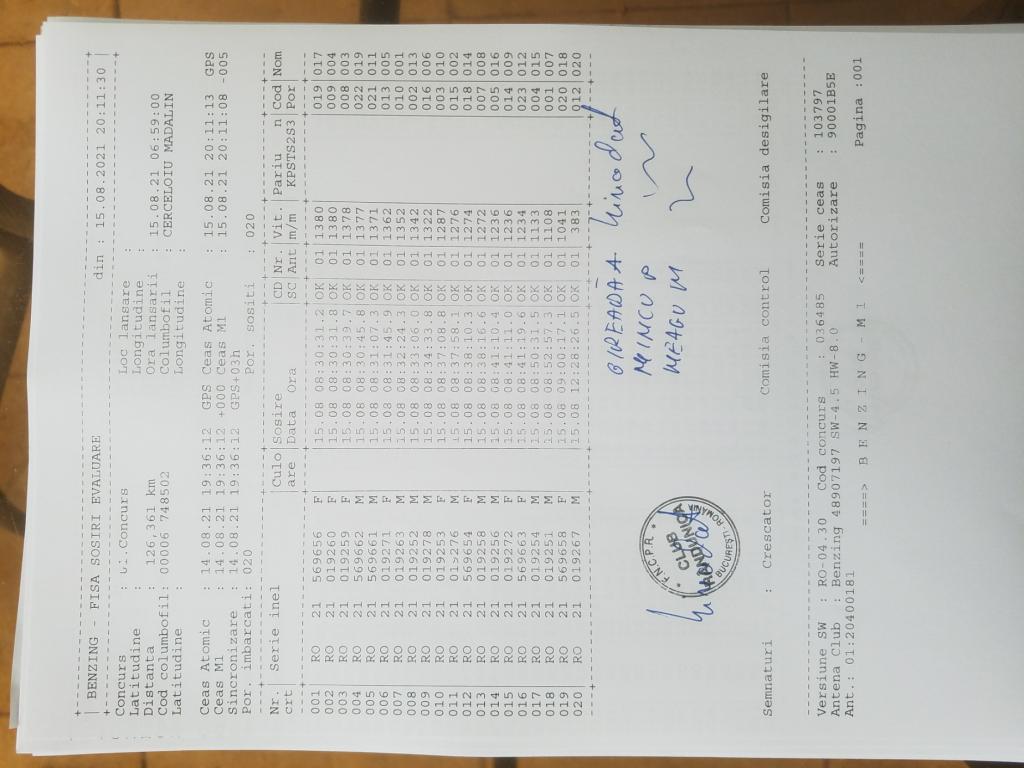 BENZING - FISA SOSIRI EVALUARE din : 15.08.2021 20:11:30
Concurs : Concurs Loc lansare :
Latitudine : Longitudine :
Distanta : 126,361 km Ora lansarii : 15.08.21 06:59:00
Cod columbofil: 00006 748502 Columbofil : CERCELOIU MADALIN
Latitudine : Longitudine :
Ceas Atomic : 14.08.21 19:36:12 GPS Ceas Atomic : 15.08.21 20:11:13 GPS
Ceas M1 : 14.08.21 19:36:12 +000 Ceas M1 : 15.08.21 20:11:08 -005
Sincronizare : 14.08.21 19:36:12 GPS+03h
Por. imbarcati: 020 Por. sositi : 020
Nr. Serie inel |Culo|Sosire |CD|Nr.|Vit.|Pariu n|Cod|Nom
crt |are |Data Ora |SC|Ant|m/m.| KPSTS2S3|Por|
001 RO 21 569656 F 15.08 08:30:31.2 OK 01 1380 019 017
002 RO 21 019260 F 15.08 08:30:31.8 OK 01 1380 009 004
003 RO 21 019259 F 15.08 08:30:39.7 OK 01 1378 008 003
004 RO 21 569662 M 15.08 08:30:45.8 OK 01 1377 022 019
005 RO 21 569661 M 15.08 08:31:07.3 OK 01 1371 021 011
006 RO 21 019271 F 15.08 08:31:45.9 OK 01 1362 013 005
007 RO 21 019263 M 15.08 08:32:24.3 OK 01 1352 010 001
008 RO 21 019252 M 15.08 08:33:06.0 OK 01 1342 002 013
009 RO 21 019278 M 15.08 08:34:33.8 OK 01 1322 016 006
010 RO 21 019253 F 15.08 08:37:08.8 OK 01 1287 003 010
011 RO 21 019276 M 15.08 08:37:58.1 OK 01 1276 015 002
012 RO 21 569654 F 15.08 08:38:10.3 OK 01 1274 018 014
013 RO 21 019258 M 15.08 08:38:16.6 OK 01 1272 007 008
014 RO 21 019256 M 15.08 08:41:10.4 OK 01 1236 005 016
015 RO 21 019272 F 15.08 08:41:11.0 OK 01 1236 014 009
016 RO 21 569663 F 15.08 08:41:19.6 OK 01 1234 023 012
017 RO 21 019254 M 15.08 08:50:31.5 OK 01 1133 004 015
018 RO 21 019251 M 15.08 08:52:57.3 OK 01 1108 001 007
019 RO 21 569658 F 15.08 09:00:17.1 OK 01 1041 020 018
020 RO 21 019267 M 15.08 12:28:26.5 OK 01 383 012 020
F.N.C.P.R.
CLUB
BUCUREŞTI - ROMÂNIA
MINCU P
NEAGU M
Semnaturi : Crescator Comisia control Comisia desigilare
Versiune SW : RO-04.30 Cod concurs : 036485 Serie ceas : 103797
Antena Club : Benzing 48907197 SW-4.5 HW-8.0 Autorizare : 90001B5E
Ant.: 01:20400181
====> B E N Z I N G - M 1 <==== Pagina :001